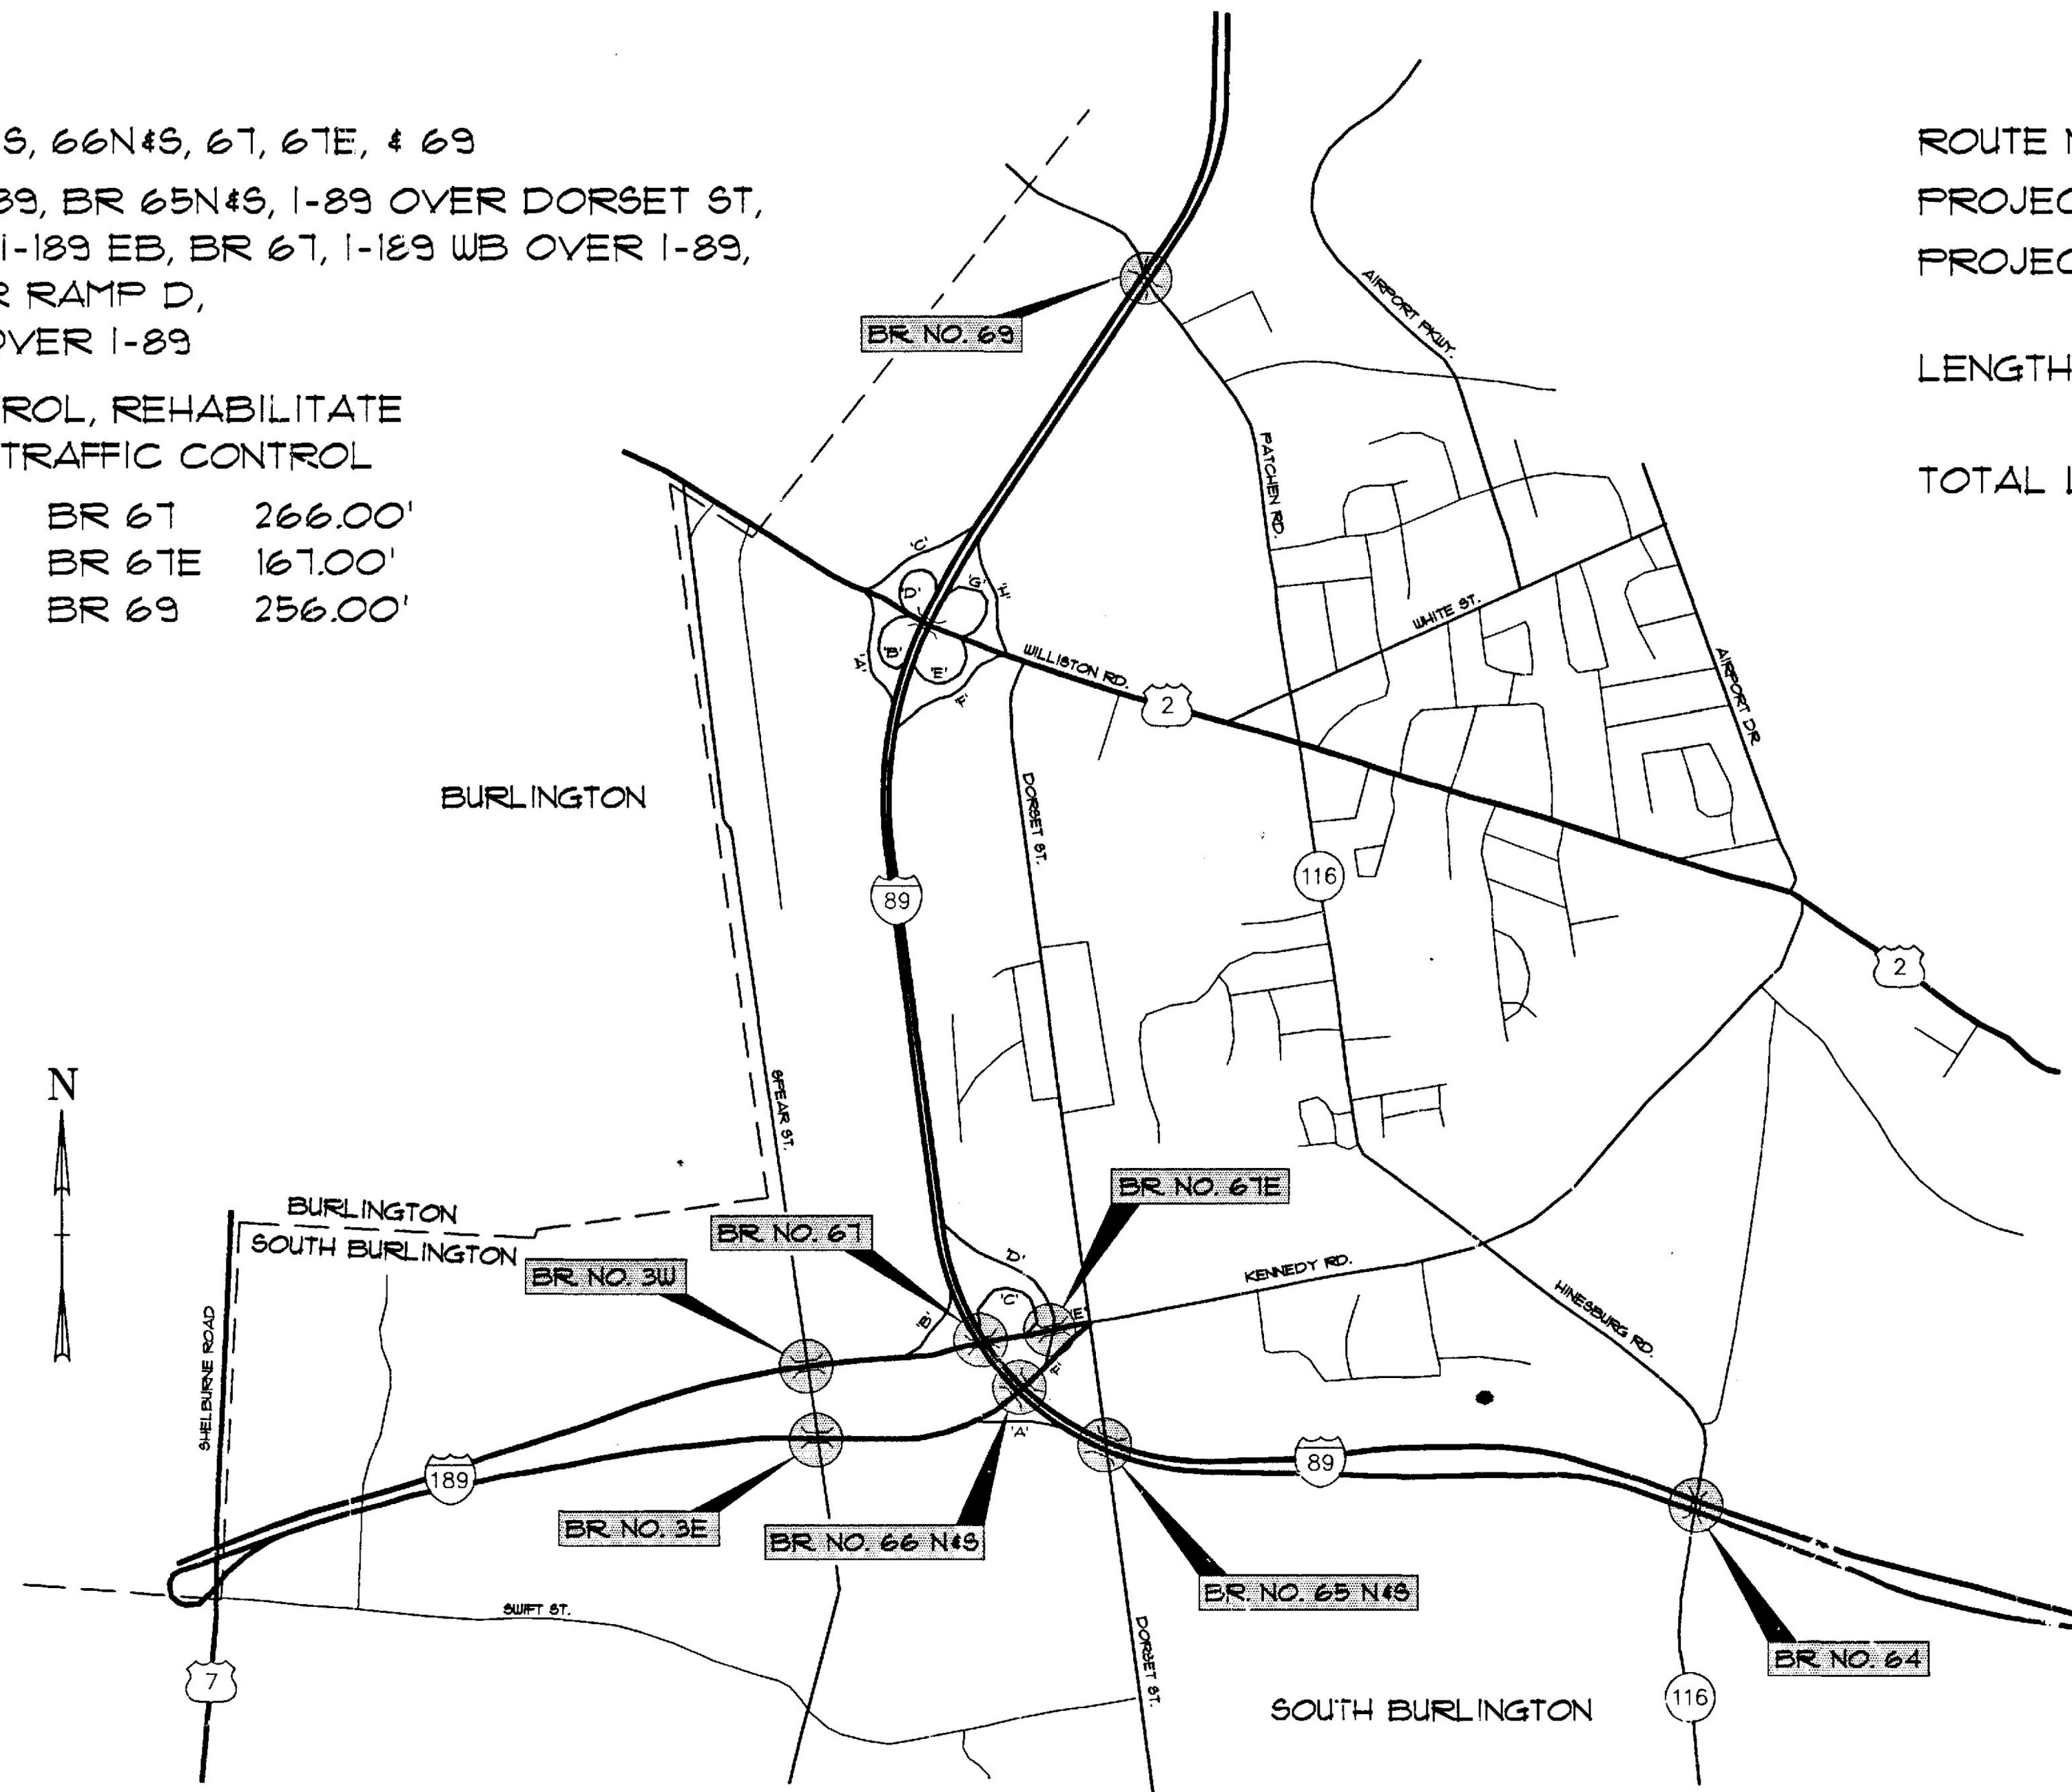 S, 66N&S, 67, 67E, & 69
89, BR 65N&S, I-89 OVER DORSET ST,
I-189 EB, BR 67, I-189 WB OVER I-89,
R RAMP D,
OVER I-89
ROL, REHABILITATE
TRAFFIC CONTROL
BR 67 266.00'
BR 67E 167.00'
BR 69 256.00'
ROUTE N
PROJEC
PROJEC
LENGTH
TOTAL L
BR NO. 69
AIRPORT PKWY.
PATCHEN RD.
'C'
'D'
'G'
'H'
'B'
'A'
'E'
'F'
WHITE ST.
WILLISTON RD.
2
AIRPORT DR.
BURLINGTON
DORSET ST.
116
89
2
N
SPEAR ST.
BR NO. 67E
BURLINGTON
SOUTH BURLINGTON
BR NO. 67
BR NO. 3W
'D'
KENNEDY RD.
'C'
'E'
'B'
HINESBURG RD.
SHELBURNE ROAD
'F'
'A'
189
89
BR NO. 3E
BR NO. 66 N&S
BR. NO. 65 N&S
SWIFT ST.
DORSET ST.
BR NO. 64
7
SOUTH BURLINGTON
116